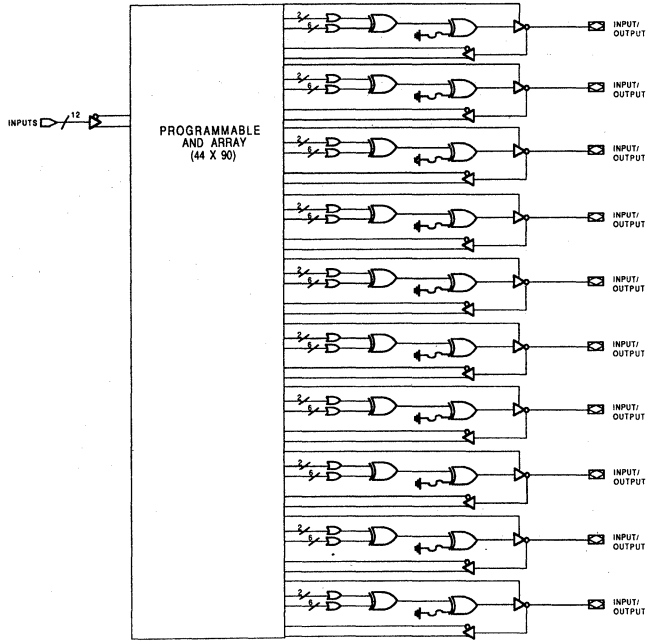 2
6
INPUT/
OUTPUT
2
6
INPUT/
OUTPUT
INPUTS
12
PROGRAMMABLE
AND ARRAY
(44 X 90)
2
6
INPUT/
OUTPUT
2
6
INPUT/
OUTPUT
2
6
INPUT/
OUTPUT
2
6
INPUT/
OUTPUT
2
6
INPUT/
OUTPUT
2
6
INPUT/
OUTPUT
2
6
INPUT/
OUTPUT
2
6
INPUT/
OUTPUT